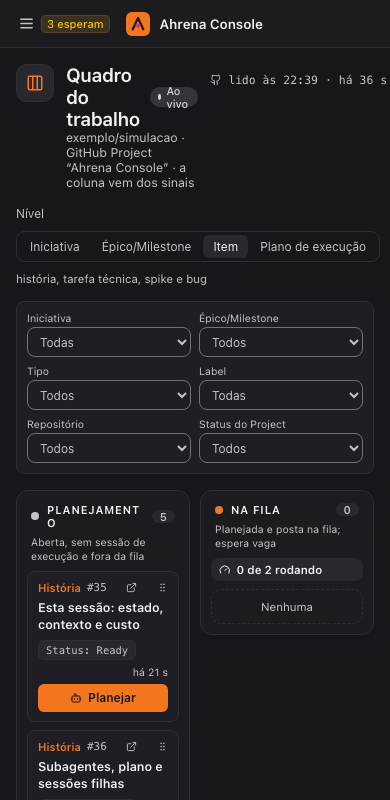 3 esperam
Ahrena Console
Quadro
do
trabalho
Ao
vivo
lido às 22:39 · há 36 s
exemplo/simulacao ·
GitHub Project
“Ahrena Console” · a
coluna vem dos sinais
Nível
Iniciativa Épico/Milestone Item Plano de execução
história, tarefa técnica, spike e bug
Iniciativa Épico/Milestone
Todas Todos
Tipo Label
Todos Todas
Repositório Status do Project
Todos Todos
PLANEJAMENT
O
5
Aberta, sem sessão de
execução e fora da fila
História #35
Esta sessão: estado,
contexto e custo
Status: Ready
há 21 s
Planejar
História #36
Subagentes, plano e
sessões filhas
NA FILA 0
Planejada e posta na fila;
espera vaga
0 de 2 rodando
Nenhuma